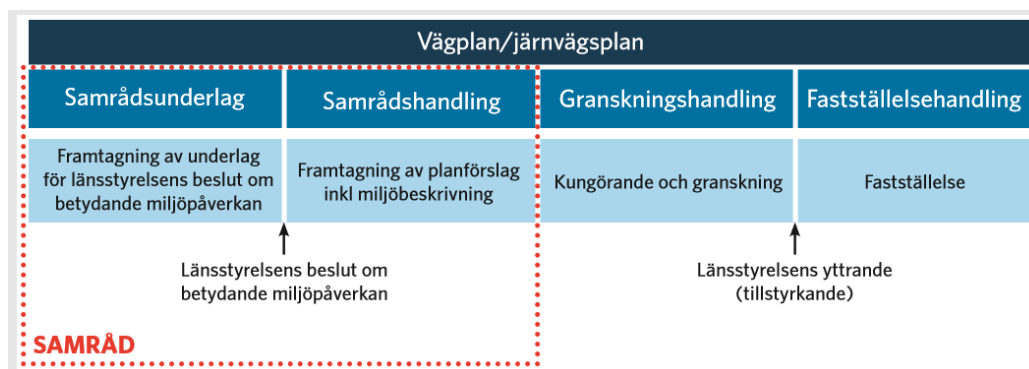 Vägplan/järnvägsplan
Samrådsunderlag
Samrådshandling
Granskningshandling
Fastställelsehandling
Framtagning av underlag
för länsstyrelsens beslut om
betydande miljöpåverkan
Framtagning av planförslag
inkl miljöbeskrivning
Kungörande och granskning
Fastställelse
Länsstyrelsens beslut om
betydande miljöpåverkan
Länsstyrelsens yttrande
(tillstyrkande)
SAMRÅD